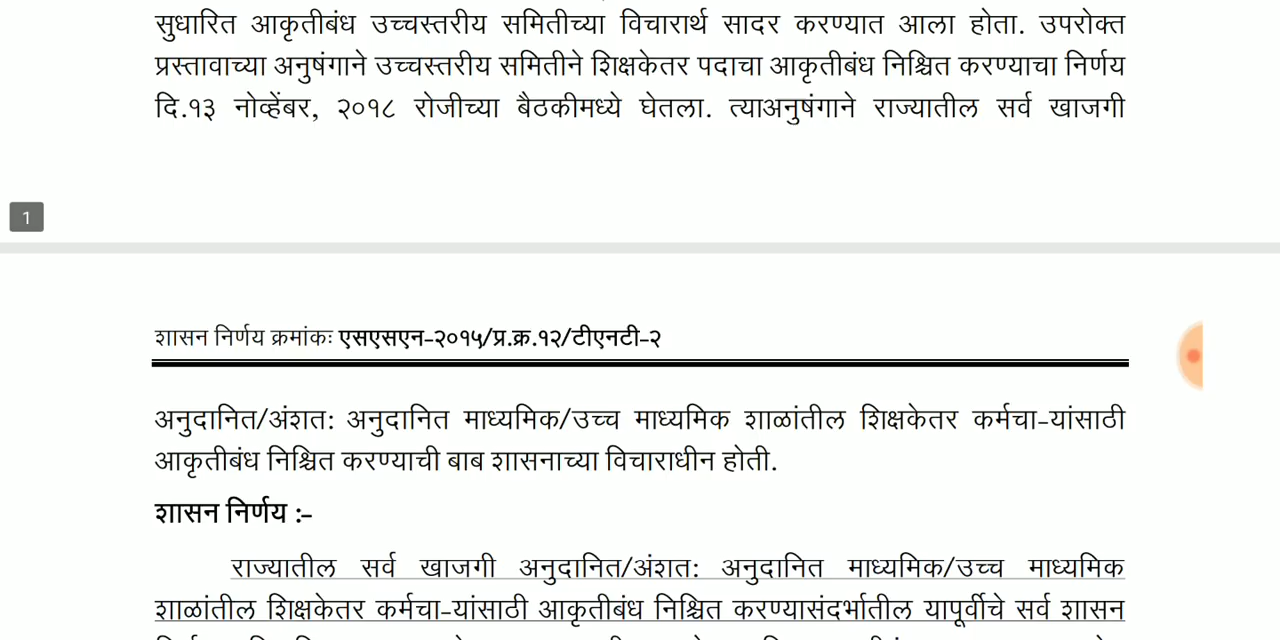 सुधारित आकृतीबंध उच्चस्तरीय समितीच्या विचारार्थ सादर करण्यात आला होता. उपरोक्त
प्रस्तावाच्या अनुषंगाने उच्चस्तरीय समितीने शिक्षकेतर पदाचा आकृतीबंध निश्चित करण्याचा निर्णय
दि.१३ नोव्हेंबर, २०१८ रोजीच्या बैठकीमध्ये घेतला. त्याअनुषंगाने राज्यातील सर्व खाजगी
1
शासन निर्णय क्रमांकः एसएसएन-२०१५/प्र.क्र.१२/टीएनटी-२
अनुदानित/अंशत: अनुदानित माध्यमिक/उच्च माध्यमिक शाळांतील शिक्षकेतर कर्मचा-यांसाठी
आकृतीबंध निश्चित करण्याची बाब शासनाच्या विचाराधीन होती.
शासन निर्णय :-
राज्यातील सर्व खाजगी अनुदानित/अंशत: अनुदानित माध्यमिक/उच्च माध्यमिक
शाळांतील शिक्षकेतर कर्मचा-यांसाठी आकृतीबंध निश्चित करण्यासंदर्भातील यापूर्वीचे सर्व शासन